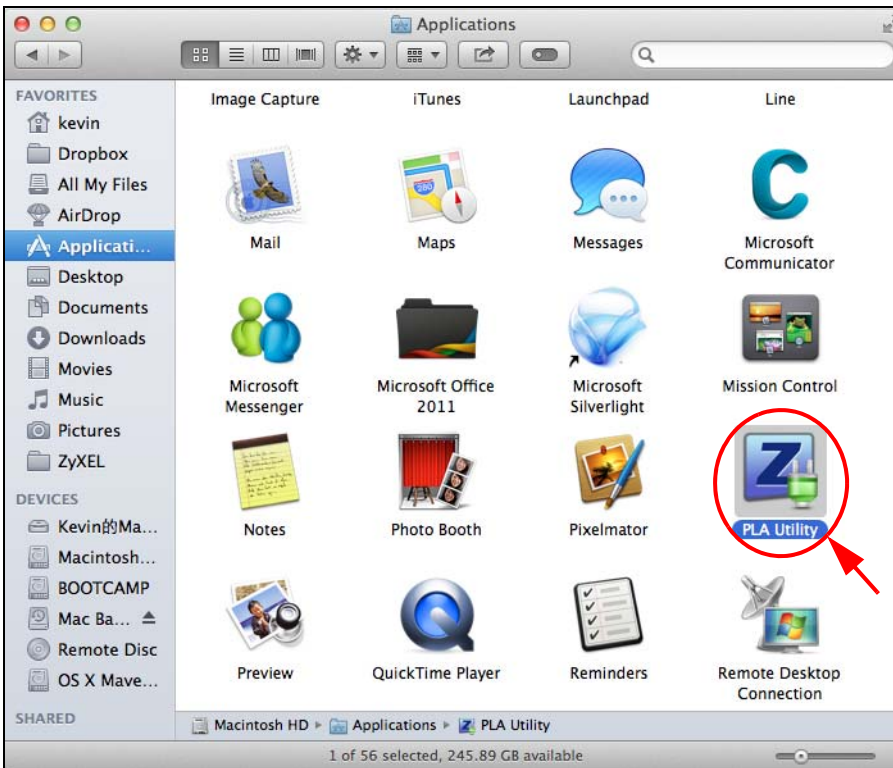 Applications
FAVORITES
kevin
Dropbox
All My Files
AirDrop
Applicati...
Desktop
Documents
Downloads
Movies
Music
Pictures
ZyXEL
DEVICES
Kevin的Ma...
Macintosh...
BOOTCAMP
Mac Ba...
Remote Disc
OS X Mave...
SHARED
Image Capture
iTunes
Launchpad
Line
280
Mail
Maps
Messages
Microsoft
Communicator
Microsoft
Messenger
Microsoft Office
2011
Microsoft
Silverlight
Mission Control
Notes
Photo Booth
Pixelmator
Z
PLA Utility
Preview
QuickTime Player
Reminders
Remote Desktop
Connection
Macintosh HD ▸ Applications ▸ PLA Utility
1 of 56 selected, 245.89 GB available